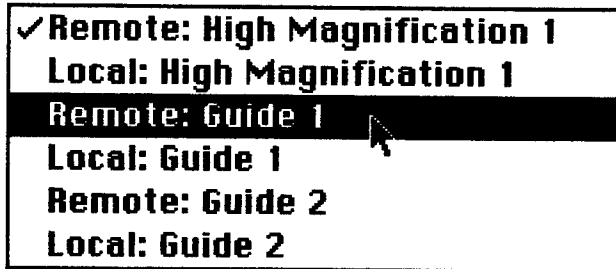 ✓Remote: High Magnification 1
Local: High Magnification 1
Remote: Guide 1
Local: Guide 1
Remote: Guide 2
Local: Guide 2